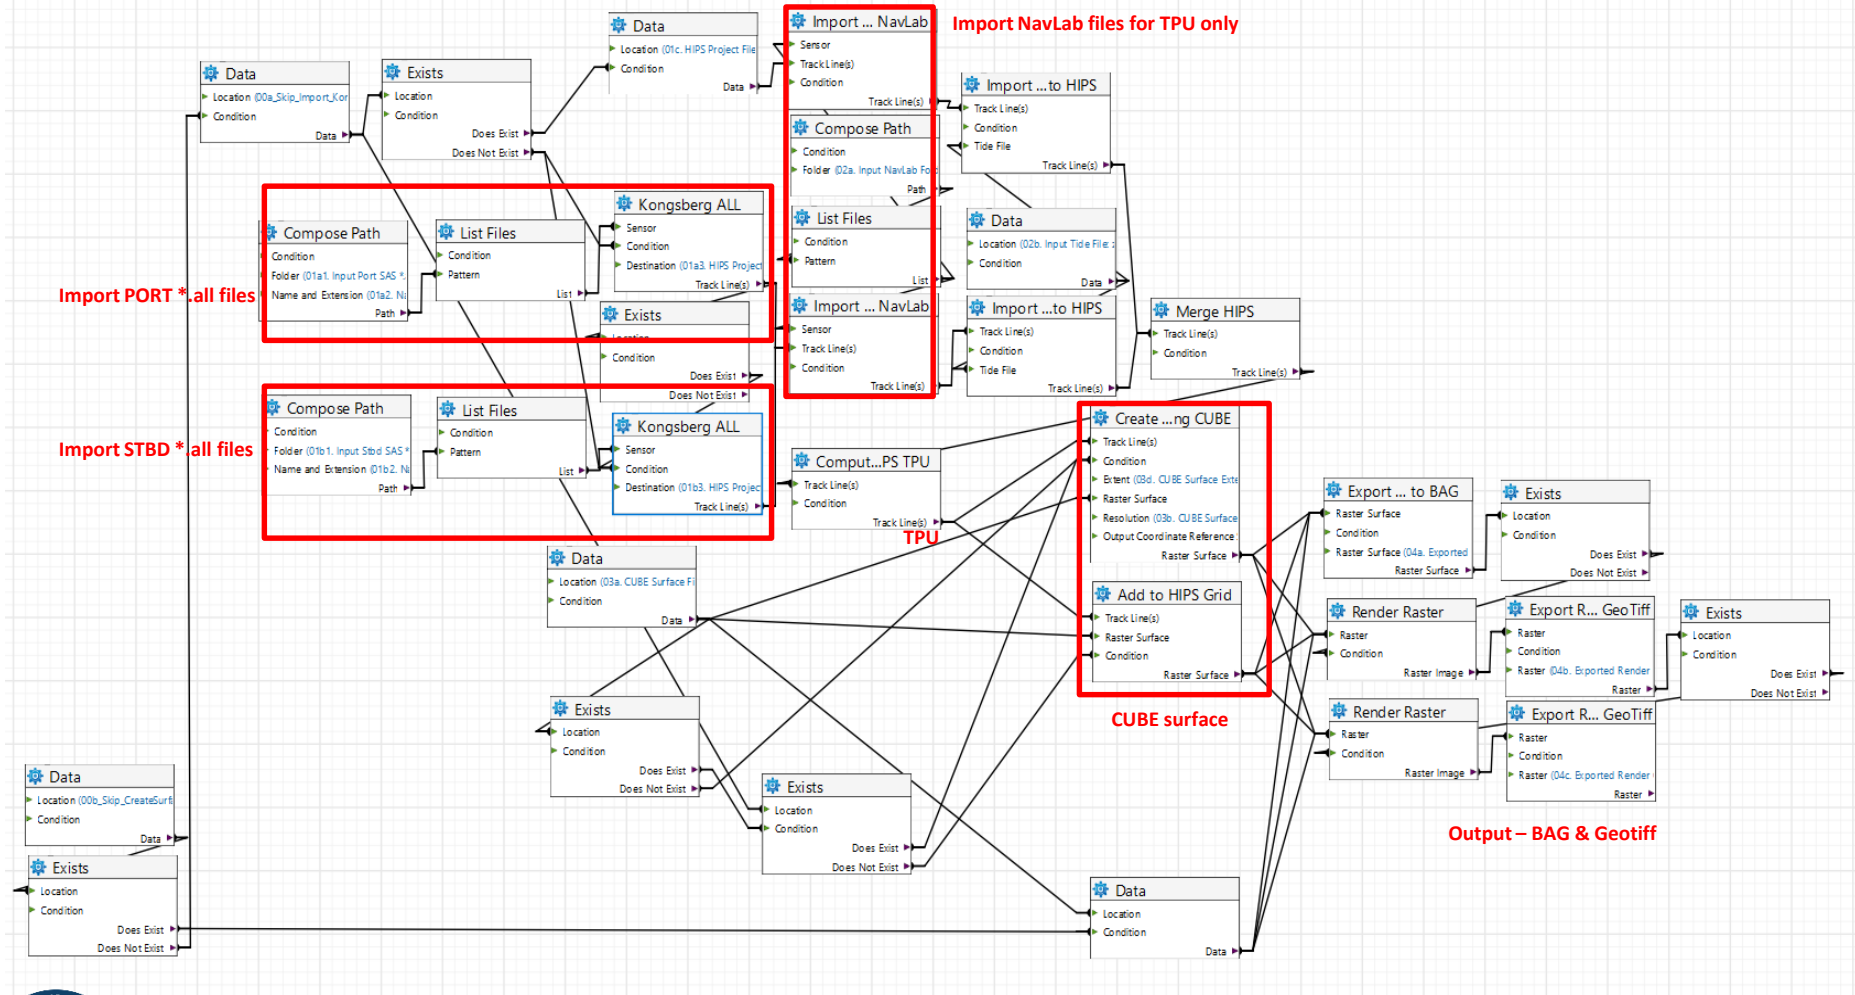 Data
Location (01c. HIPS Project File
Condition
Data
Import ... NavLab
Sensor
Track Line(s)
Condition
Track Line(s)
Import NavLab files for TPU only
Data
Location (00a_Skip_Import_Kor
Condition
Data
Exists
Location
Condition
Does Exist
Does Not Exist
Import ...to HIPS
Track Line(s)
Condition
Tide File
Track Line(s)
Compose Path
Condition
Folder (02a. Input NavLab Fo
Path
Kongsberg ALL
Sensor
Condition
Destination (01a3. HIPS Project
Track Line(s)
Compose Path
Condition
Folder (01a1. Input Port SAS *.
Name and Extension (01a2. Na
Path
List Files
Condition
Pattern
List
List Files
Condition
Pattern
List
Data
Location (02b. Input Tide File:
Condition
Data
Import PORT *.all files
Exists
Location
Condition
Does Exist
Does Not Exist
Import ... NavLab
Sensor
Track Line(s)
Condition
Track Line(s)
Import ...to HIPS
Track Line(s)
Condition
Tide File
Track Line(s)
Merge HIPS
Track Line(s)
Condition
Track Line(s)
Import STBD *.all files
Compose Path
Condition
Folder (01b1. Input Stbd SAS *
Name and Extension (01b2. Na
Path
List Files
Condition
Pattern
List
Kongsberg ALL
Sensor
Condition
Destination (01b3. HIPS Project
Track Line(s)
Comput...PS TPU
Track Line(s)
Condition
Track Line(s)
TPU
Create ...ng CUBE
Track Line(s)
Condition
Extent (03d. CUBE Surface Exte
Raster Surface
Resolution (03b. CUBE Surface
Output Coordinate Reference
Raster Surface
Export ... to BAG
Raster Surface
Condition
Raster Surface (04a. Exported
Raster Surface
Exists
Location
Condition
Does Exist
Does Not Exist
Data
Location (03a. CUBE Surface Fi
Condition
Data
Add to HIPS Grid
Track Line(s)
Raster Surface
Condition
Raster Surface
CUBE surface
Render Raster
Raster
Condition
Raster Image
Export R... GeoTiff
Raster
Condition
Raster (04b. Exported Render
Raster
Exists
Location
Condition
Does Exist
Does Not Exist
Exists
Location
Condition
Does Exist
Does Not Exist
Render Raster
Raster
Condition
Raster Image
Export R... GeoTiff
Raster
Condition
Raster (04c. Exported Render
Raster
Output – BAG & Geotiff
Data
Location (00b_Skip_CreateSurf
Condition
Data
Exists
Location
Condition
Does Exist
Does Not Exist
Exists
Location
Condition
Does Exist
Does Not Exist
Data
Location
Condition
Data